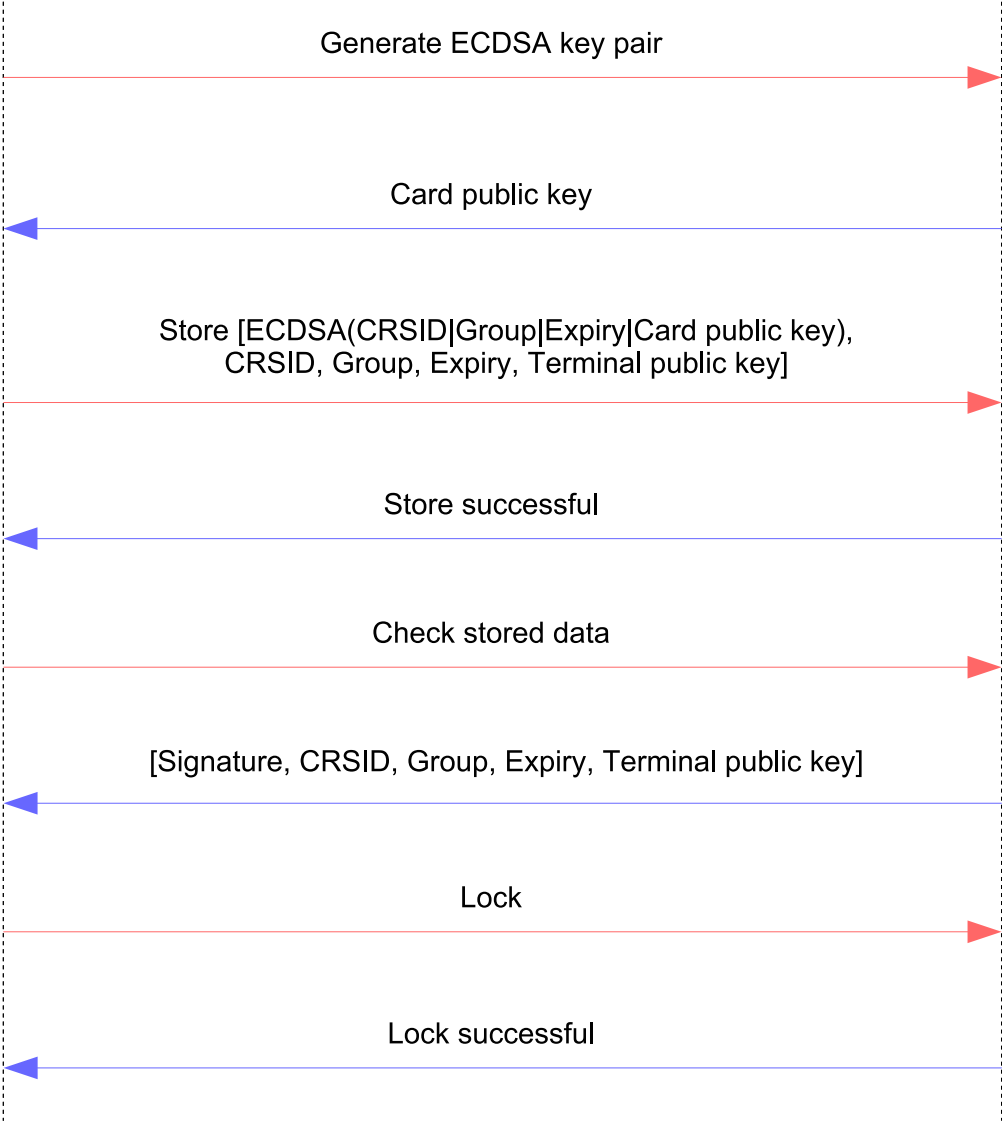 Generate ECDSA key pair
Card public key
Store [ECDSA(CRSID|Group|Expiry|Card public key),
CRSID, Group, Expiry, Terminal public key]
Store successful
Check stored data
[Signature, CRSID, Group, Expiry, Terminal public key]
Lock
Lock successful